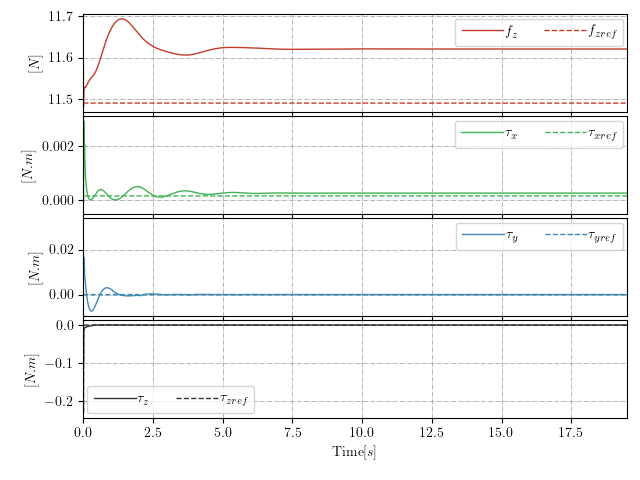 11.7
11.6
11.5
[N]
f_z f_zref
0.002
0.000
[N.m]
τ_x τ_xref
0.02
0.00
[N.m]
τ_y τ_yref
0.0
−0.1
−0.2
[N.m]
τ_z τ_zref
0.0 2.5 5.0 7.5 10.0 12.5 15.0 17.5
Time[s]